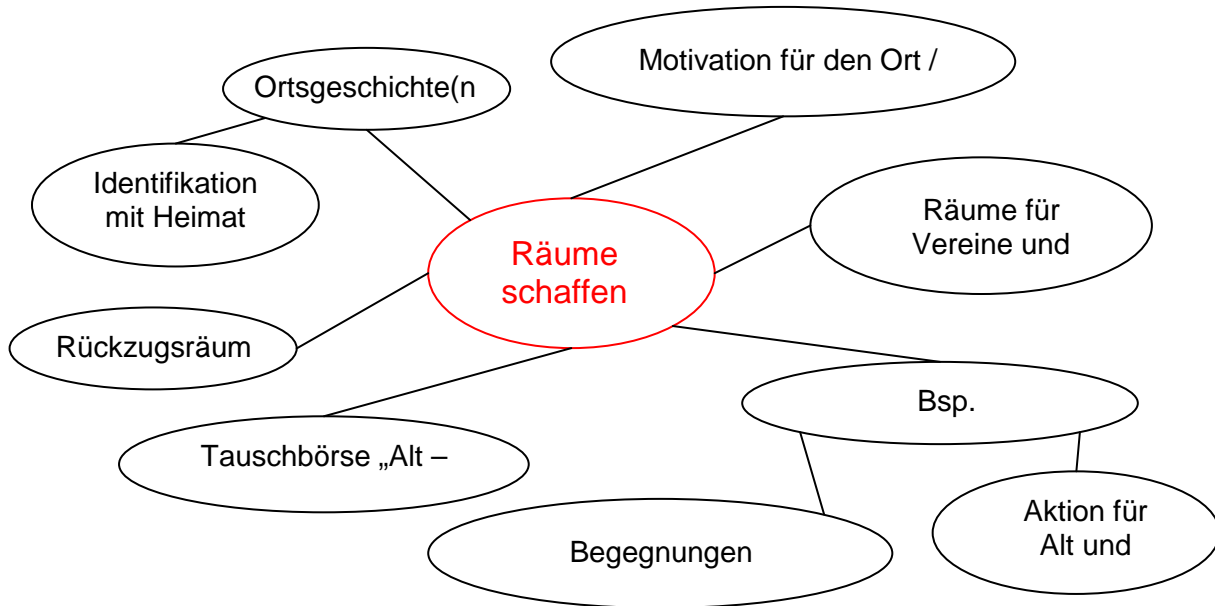 Motivation für den Ort /
Ortsgeschichte(n
Identifikation
mit Heimat
Räume für
Vereine und
Räume
schaffen
Rückzugsräum
Bsp.
Tauschbörse „Alt –
Aktion für
Alt und
Begegnungen